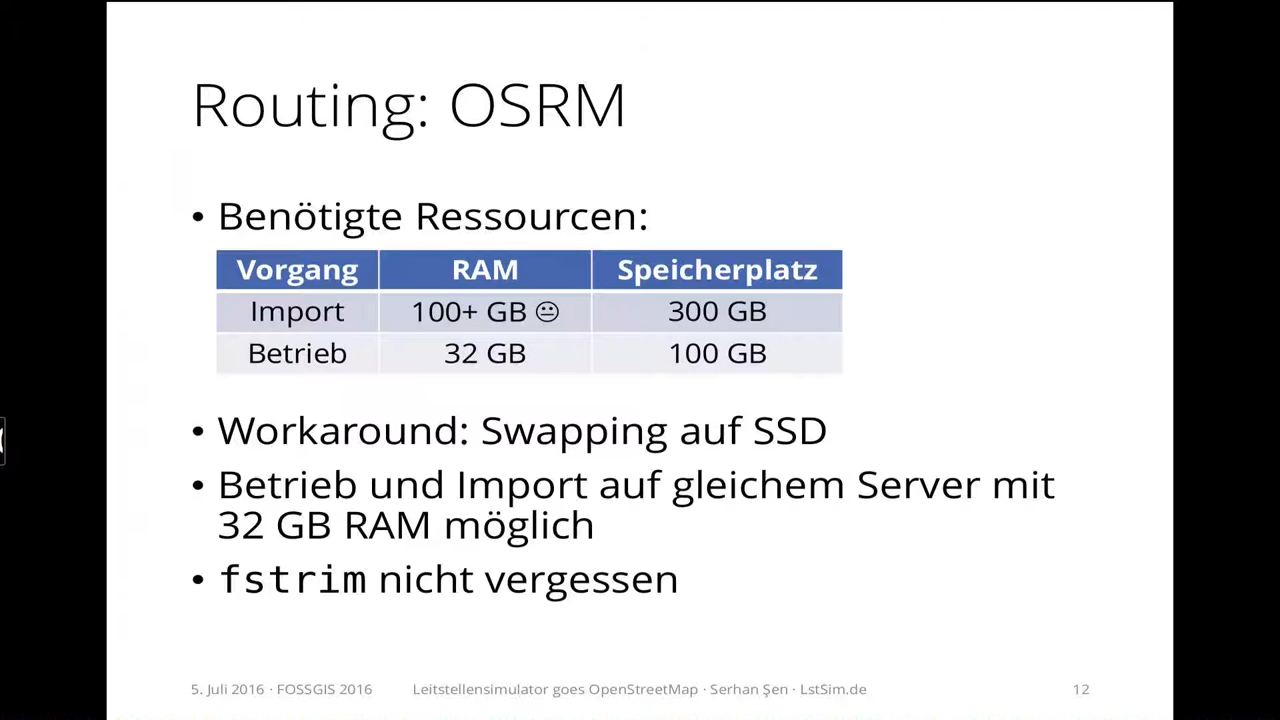 Routing: OSRM
• Benötigte Ressourcen:
Vorgang RAM Speicherplatz
Import 100+ GB 😐 300 GB
Betrieb 32 GB 100 GB
• Workaround: Swapping auf SSD
• Betrieb und Import auf gleichem Server mit
32 GB RAM möglich
• fstrim nicht vergessen
5. Juli 2016 · FOSSGIS 2016 Leitstellensimulator goes OpenStreetMap · Serhan Şen · LstSim.de 12